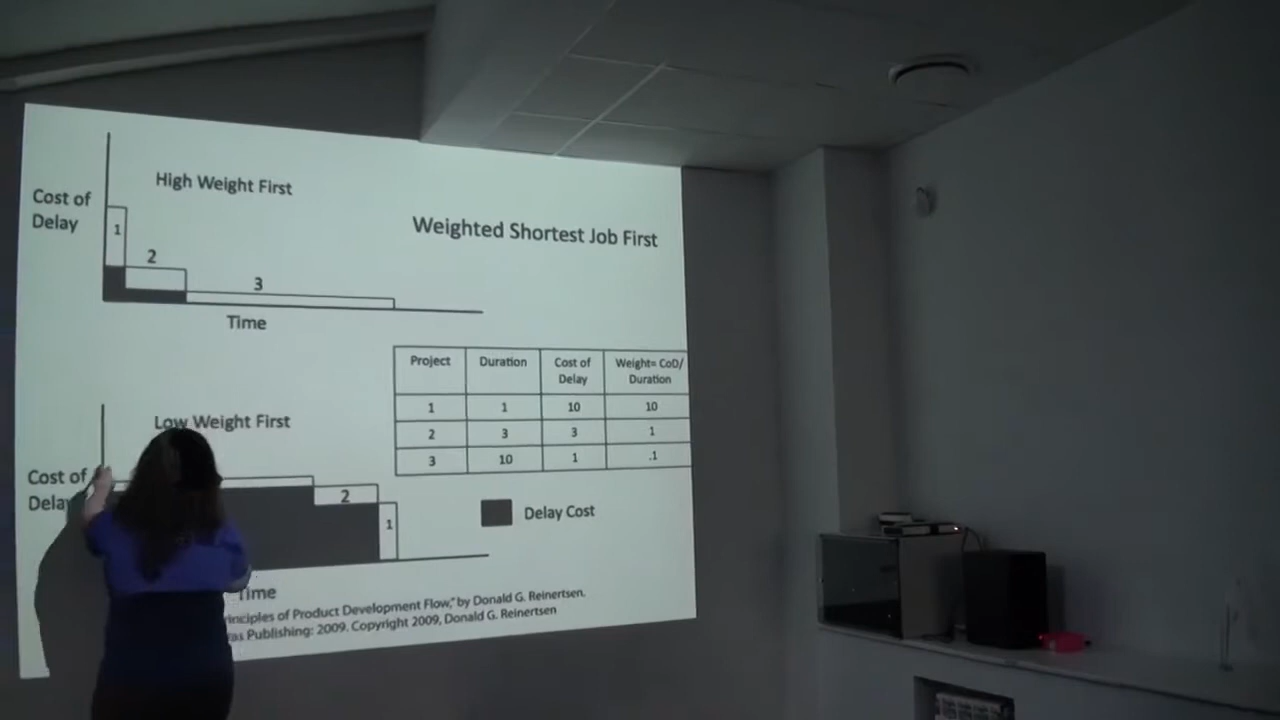 High Weight First
Cost of
Delay
1
2
3
Time
Weighted Shortest Job First
Project Duration Cost of Delay Weight= CoD/ Duration
1 1 10 10
2 3 3 1
3 10 1 .1
Low Weight First
Cost of
Dela
2
1
Delay Cost
Time
inciples of Product Development Flow," by Donald G. Reinertsen,
as Publishing: 2009. Copyright 2009, Donald G. Reinertsen